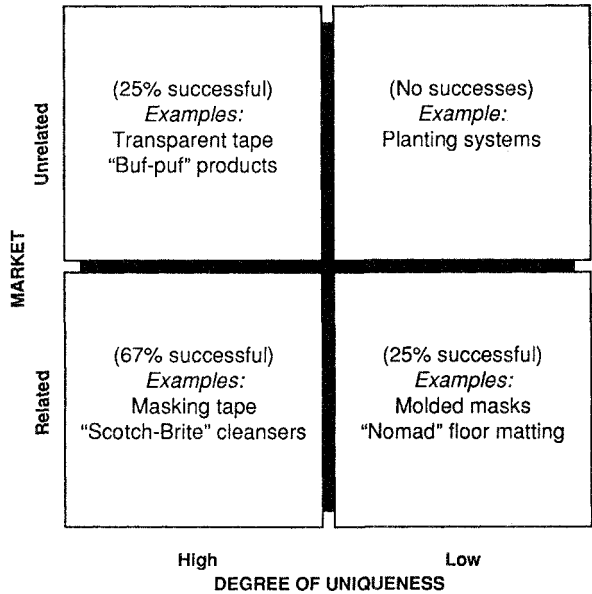 (25% successful)
Examples:
Transparent tape
“Buf-puf” products
(No successes)
Example:
Planting systems
Unrelated
MARKET
(67% successful)
Examples:
Masking tape
“Scotch-Brite” cleansers
(25% successful)
Examples:
Molded masks
“Nomad” floor matting
Related
High
Low
DEGREE OF UNIQUENESS